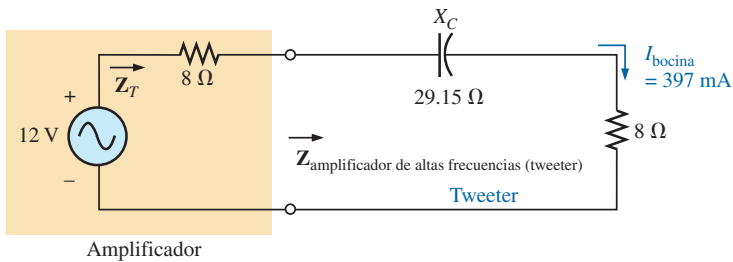 X_C
I_bocina
= 397 mA
Z_T
8 Ω
29.15 Ω
+
12 V
–
8 Ω
Z_amplificador de altas frecuencias (tweeter)
Tweeter
Amplificador